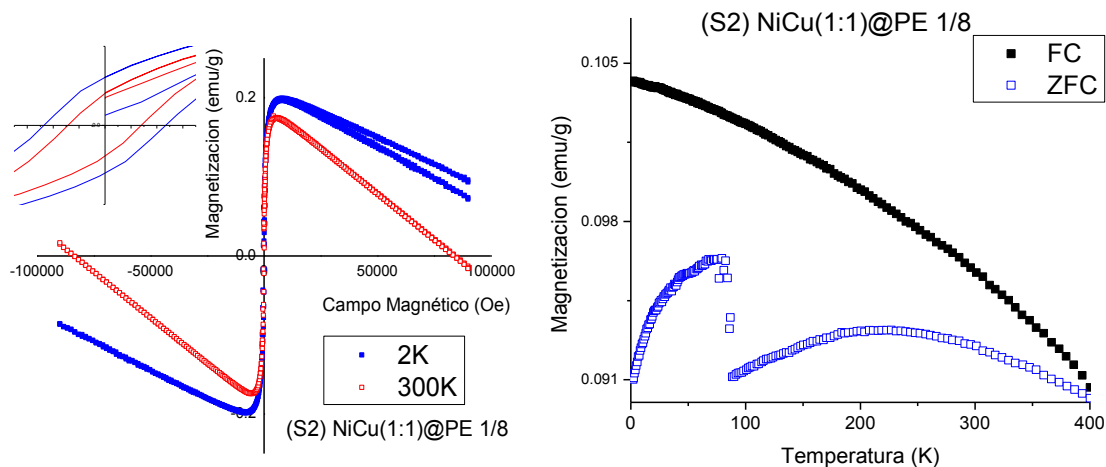 Magnetizacion (emu/g)
0.2
0.0
-100000
-50000
50000
100000
Campo Magnético (Oe)
2K
300K
-0.2
(S2) NiCu(1:1)@PE 1/8
(S2) NiCu(1:1)@PE 1/8
FC
ZFC
Magnetizacion (emu/g)
0.105
0.098
0.091
0
100
200
300
400
Temperatura (K)